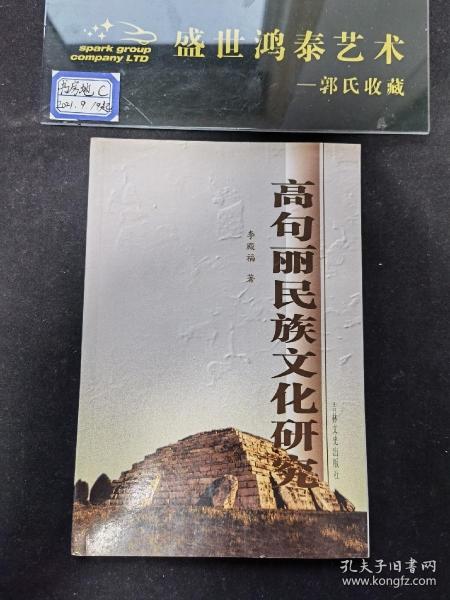 spark group
company LTD
盛世鸿泰艺术
—郭氏收藏
2021.9
高句丽民族文化研究
李殿福 著
吉林文史出版社
孔夫子旧书网
www.kongfz.com